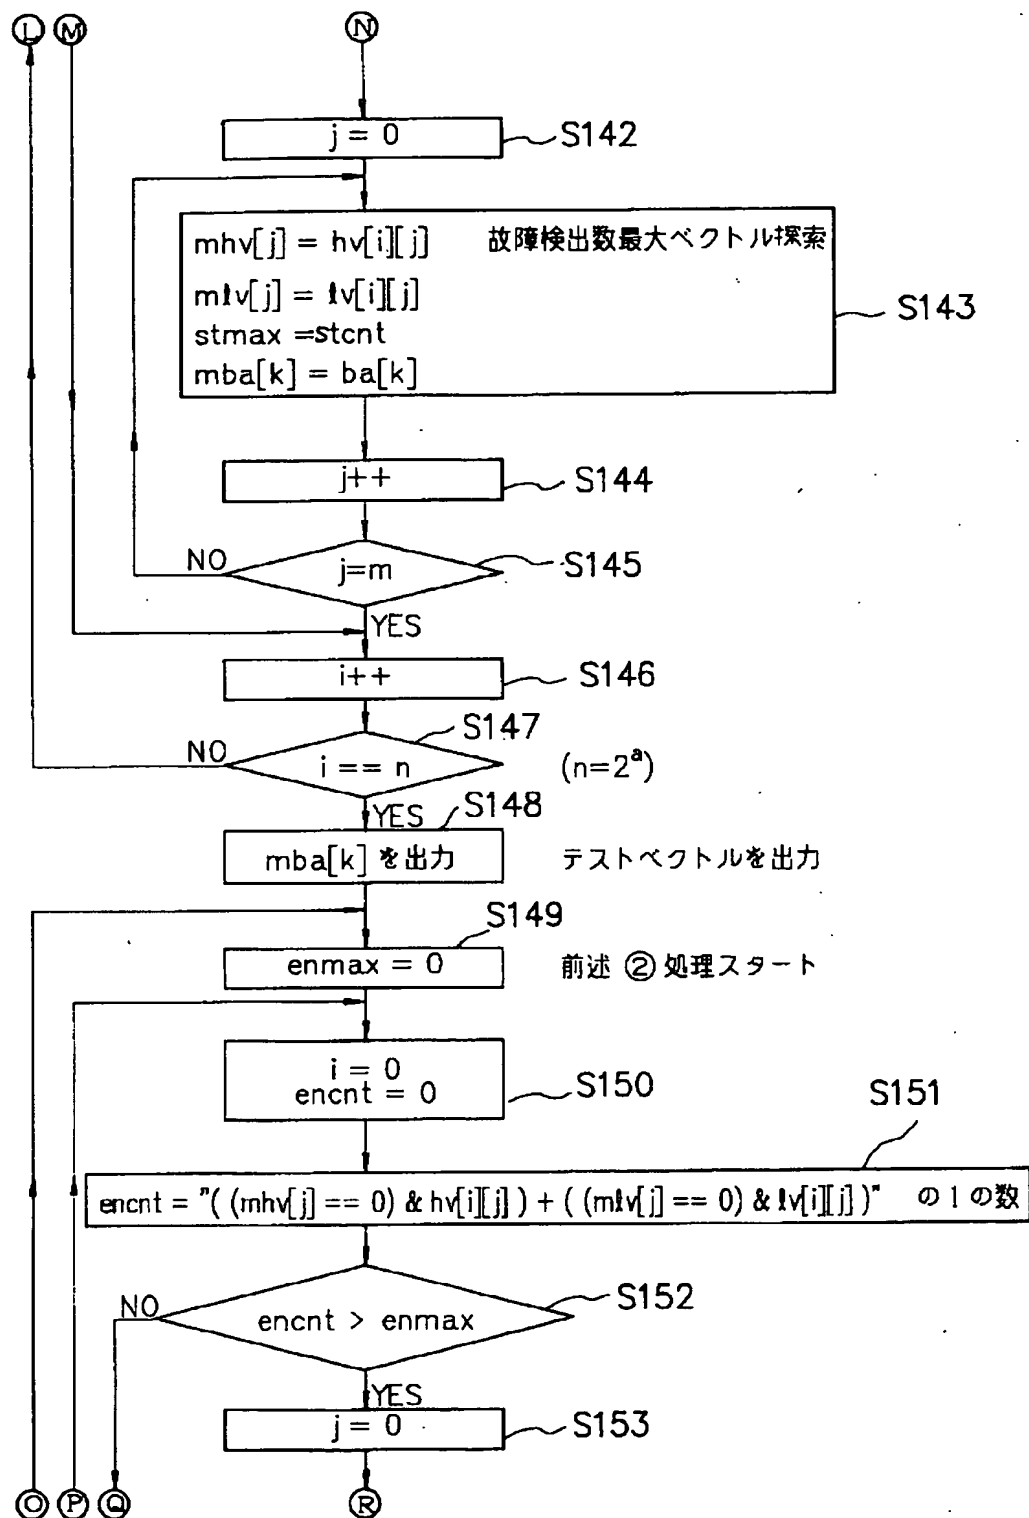 L M N
j = 0 S142
mhv[j] = hv[i][j] 故障検出数最大ベクトル探索
mlv[j] = lv[i][j]
stmax =stcnt
mba[k] = ba[k]
S143
j++ S144
NO j=m S145
YES
i++ S146
S147
NO i == n (n=2^a)
YES S148
mba[k] を出力 テストベクトルを出力
S149
enmax = 0 前述 ② 処理スタート
i = 0
encnt = 0 S150
S151
encnt = "( (mhv[j] == 0) & hv[i][j] ) + ( (mlv[j] == 0) & lv[i][j] )" の 1 の数
NO encnt > enmax S152
YES
j = 0 S153
O P Q R